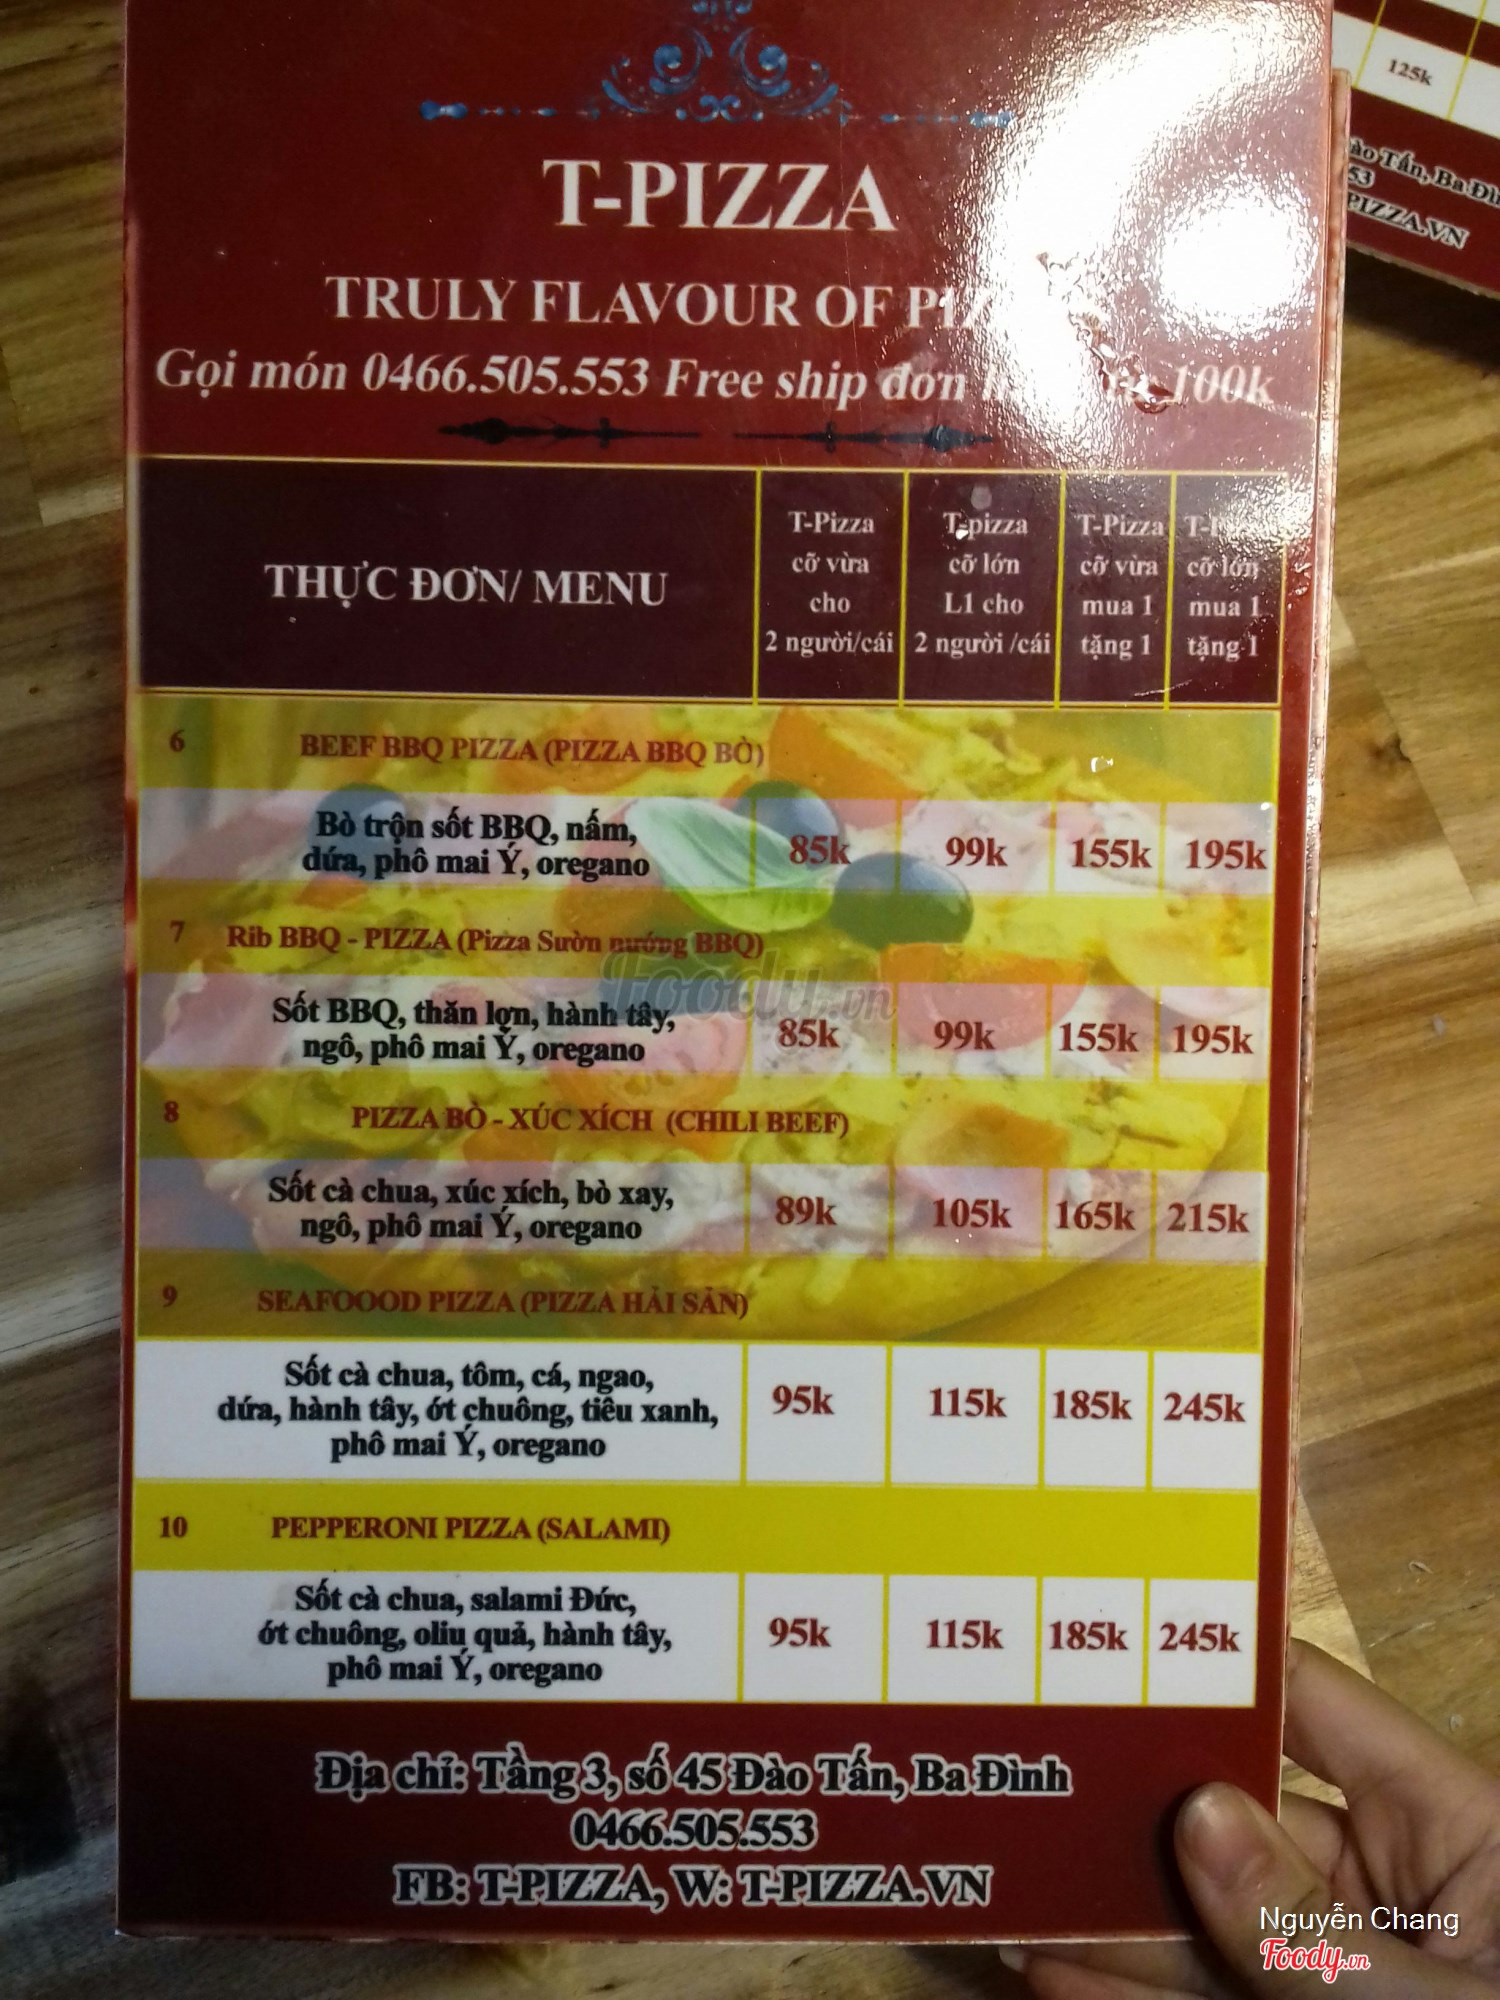 T-PIZZA
TRULY FLAVOUR OF
Gọi món 0466.505.553 Free ship đơn 100k
THỰC ĐƠN/ MENU
T-Pizza
cỡ vừa
cho
2 người/cái
T-pizza
cỡ lớn
L1 cho
2 người /cái
T-Pizza
cỡ vừa
mua 1
tặng 1
cỡ lớn
mua 1
tặng 1
6 BEEF BBQ PIZZA (PIZZA BBQ BÒ)
Bò trộn sốt BBQ, nấm,
dứa, phô mai Ý, oregano
85k 99k 155k 195k
7 Rib BBQ - PIZZA (Pizza Sườn nướng BBQ)
Sốt BBQ, thăn lợn, hành tây,
ngô, phô mai Ý, oregano
85k 99k 155k 195k
8 PIZZA BÒ - XÚC XÍCH (CHILI BEEF)
Sốt cà chua, xúc xích, bò xay,
ngô, phô mai Ý, oregano
89k 105k 165k 215k
9 SEAFOOOD PIZZA (PIZZA HẢI SẢN)
Sốt cà chua, tôm, cá, ngao,
dứa, hành tây, ớt chuông, tiêu xanh,
phô mai Ý, oregano
95k 115k 185k 245k
10 PEPPERONI PIZZA (SALAMI)
Sốt cà chua, salami Đức,
ớt chuông, oliu quả, hành tây,
phô mai Ý, oregano
95k 115k 185k 245k
Địa chỉ: Tầng 3, số 45 Đào Tấn, Ba Đình
0466.505.553
FB: T-PIZZA, W: T-PIZZA.VN
125k
Tấn, Ba
53
PIZZA.VN
Foody.vn
Nguyễn Chang
Foody.vn